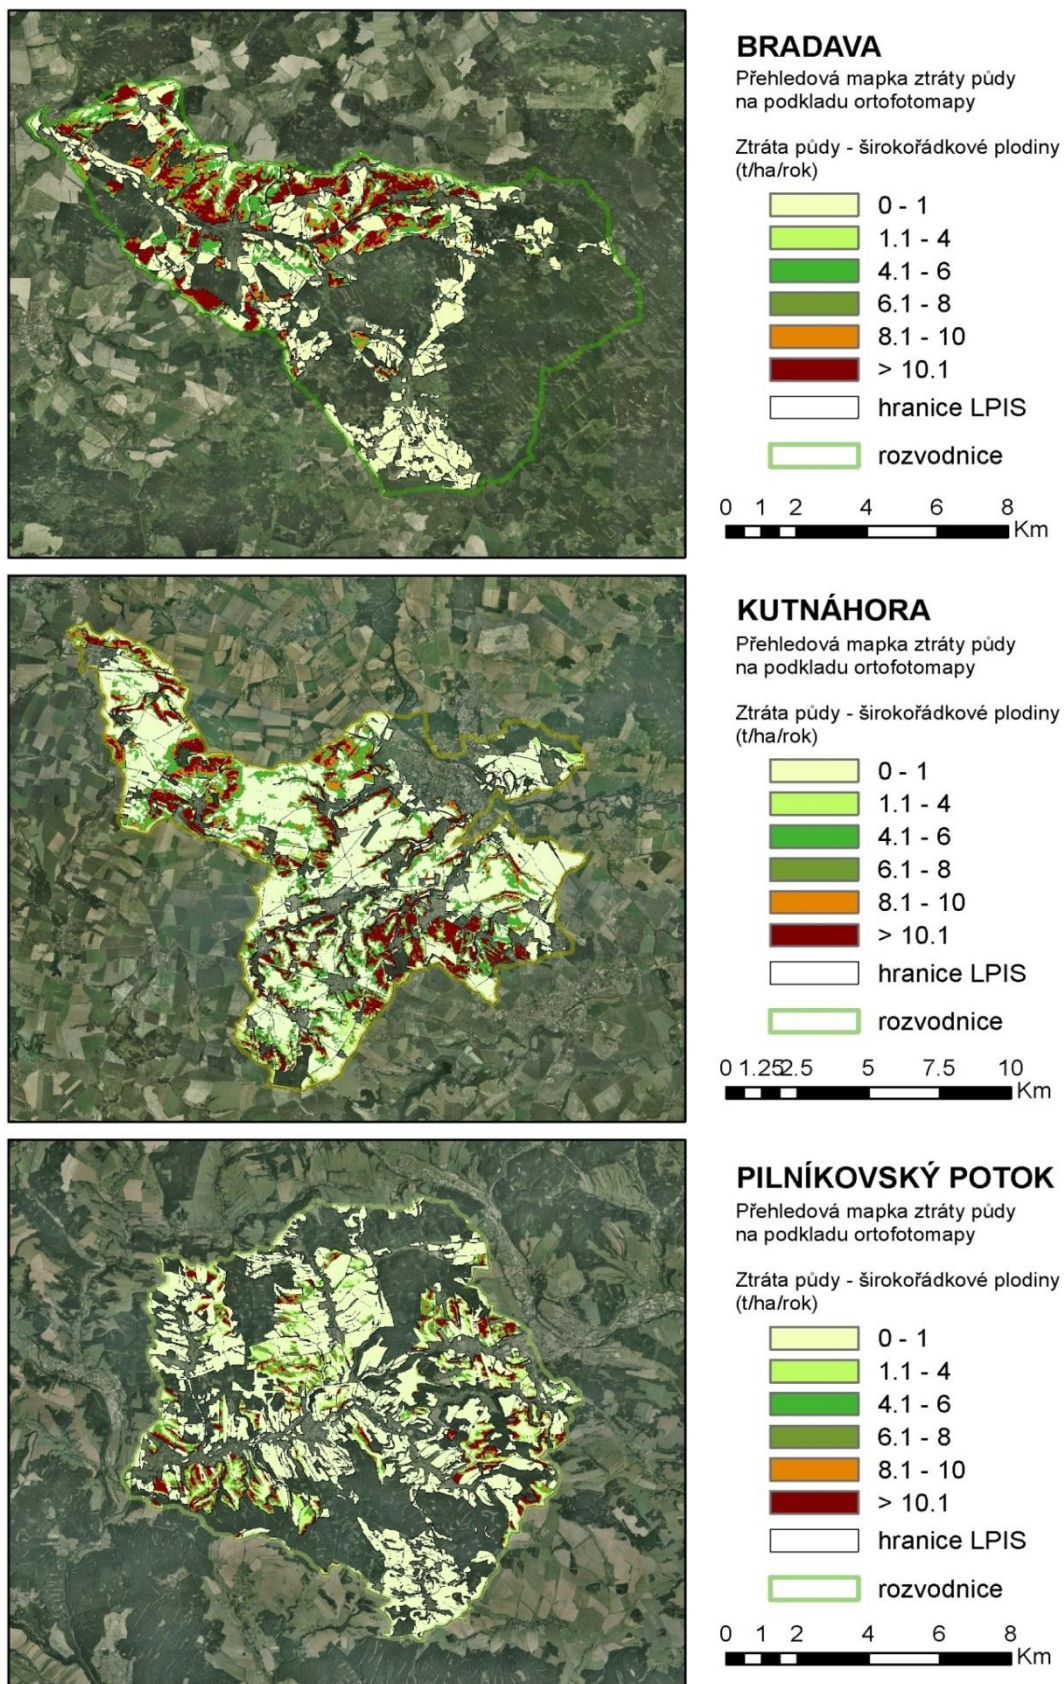 BRADAVA
Přehledová mapka ztráty půdy
na podkladu ortofotomapy
Ztráta půdy - širokořádkové plodiny
(t/ha/rok)
0 - 1
1.1 - 4
4.1 - 6
6.1 - 8
8.1 - 10
> 10.1
hranice LPIS
rozvodnice
0 1 2 4 6 8
Km
KUTNÁHORA
Přehledová mapka ztráty půdy
na podkladu ortofotomapy
Ztráta půdy - širokořádkové plodiny
(t/ha/rok)
0 - 1
1.1 - 4
4.1 - 6
6.1 - 8
8.1 - 10
> 10.1
hranice LPIS
rozvodnice
0 1.25 2.5 5 7.5 10
Km
PILNÍKOVSKÝ POTOK
Přehledová mapka ztráty půdy
na podkladu ortofotomapy
Ztráta půdy - širokořádkové plodiny
(t/ha/rok)
0 - 1
1.1 - 4
4.1 - 6
6.1 - 8
8.1 - 10
> 10.1
hranice LPIS
rozvodnice
0 1 2 4 6 8
Km